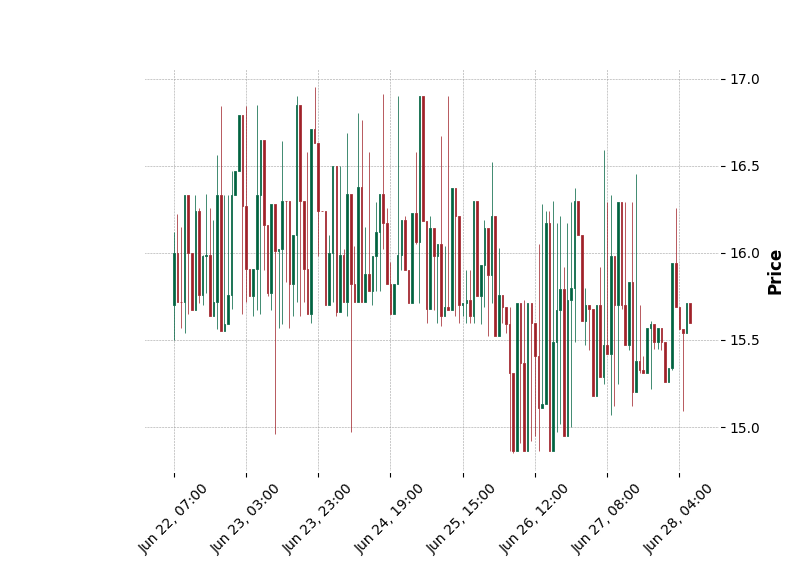 17.0
16.5
16.0
15.5
15.0
Price
Jun 22, 07:00
Jun 23, 03:00
Jun 23, 23:00
Jun 24, 19:00
Jun 25, 15:00
Jun 26, 12:00
Jun 27, 08:00
Jun 28, 04:00